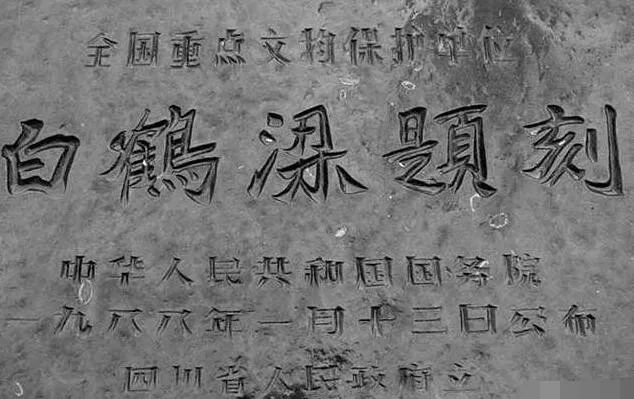 全国重点文物保护单位
白鶴梁題刻
中华人民共和国国务院
一九八八年一月十三日公布
四川省人民政府立